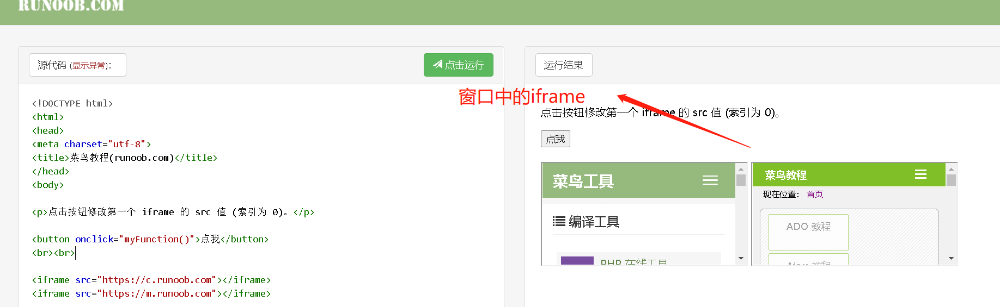 RUNOOB.COM
源代码 (显示异常):
点击运行
<!DOCTYPE html>
<html>
<head>
<meta charset="utf-8">
<title>菜鸟教程(runoob.com)</title>
</head>
<body>
<p>点击按钮修改第一个 iframe 的 src 值 (索引为 0)。</p>
<button onclick="myFunction()">点我</button>
<br><br>
<iframe src="https://c.runoob.com"></iframe>
<iframe src="https://m.runoob.com"></iframe>
运行结果
窗口中的iframe
点击按钮修改第一个 iframe 的 src 值 (索引为 0)。
点我
菜鸟工具
编译工具
PHP 在线工具
菜鸟教程
现在位置： 首页
ADO 教程